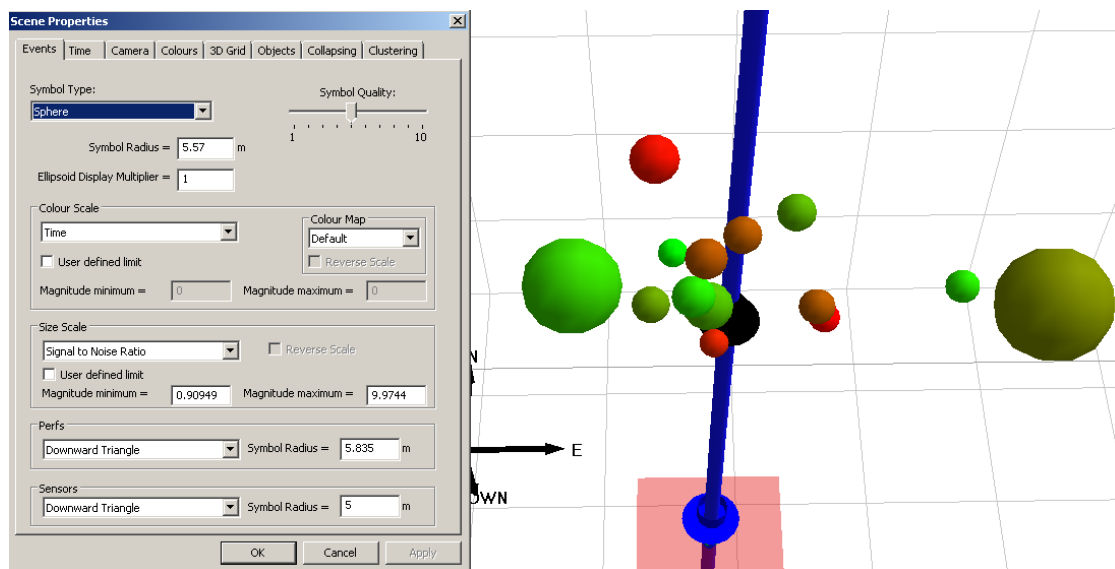 Scene Properties
Events Time Camera Colours 3D Grid Objects Collapsing Clustering
Symbol Type:
Sphere
Symbol Quality:
1 10
Symbol Radius = 5.57 m
Ellipsoid Display Multiplier = 1
Colour Scale
Time
Colour Map
Default
User defined limit
Reverse Scale
Magnitude minimum = 0 Magnitude maximum = 0
Size Scale
Signal to Noise Ratio
Reverse Scale
User defined limit
Magnitude minimum = 0.90949 Magnitude maximum = 9.9744
Perfs
Downward Triangle Symbol Radius = 5.835 m
Sensors
Downward Triangle Symbol Radius = 5 m
OK Cancel Apply
N
E
OWN